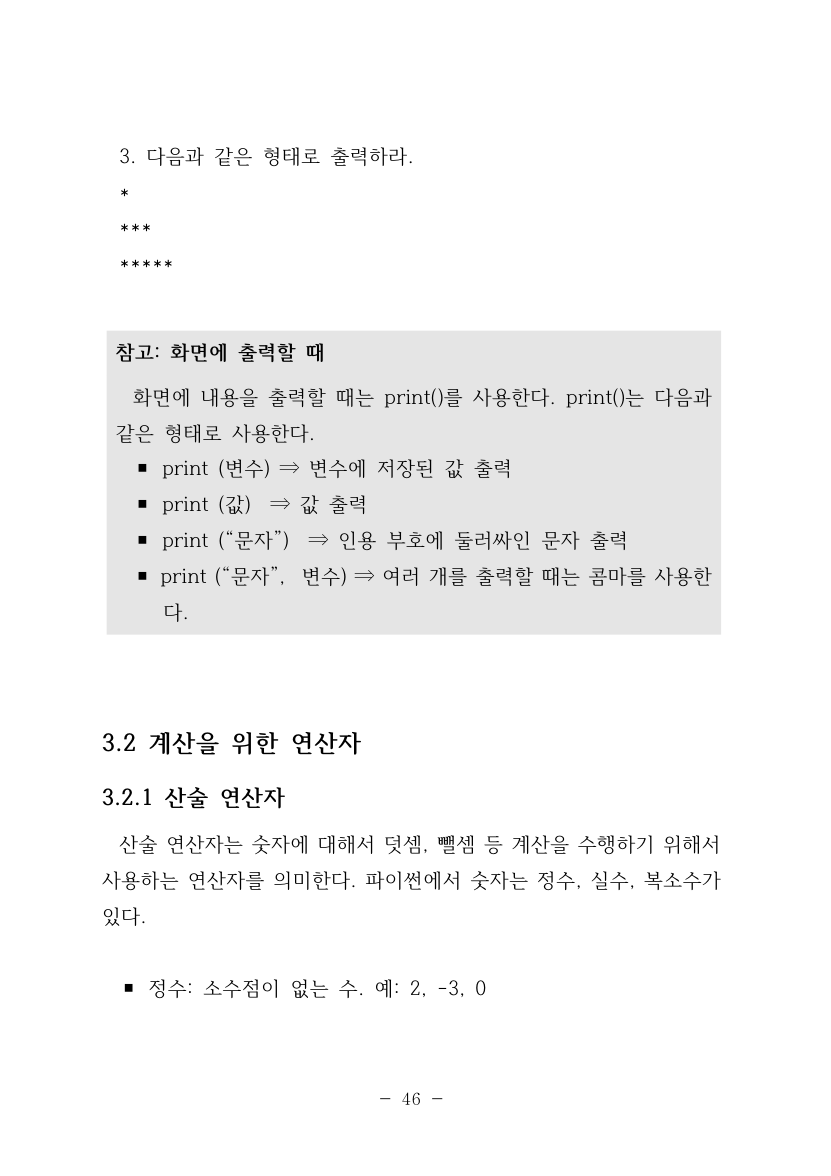 3. 다음과 같은 형태로 출력하라.
*
***
*****
참고: 화면에 출력할 때
화면에 내용을 출력할 때는 print()를 사용한다. print()는 다음과
같은 형태로 사용한다.
▪ print (변수) ⇒ 변수에 저장된 값 출력
▪ print (값) ⇒ 값 출력
▪ print (“문자”) ⇒ 인용 부호에 둘러싸인 문자 출력
▪ print (“문자”, 변수) ⇒ 여러 개를 출력할 때는 콤마를 사용한
다.
3.2 계산을 위한 연산자
3.2.1 산술 연산자
산술 연산자는 숫자에 대해서 덧셈, 뺄셈 등 계산을 수행하기 위해서
사용하는 연산자를 의미한다. 파이썬에서 숫자는 정수, 실수, 복소수가
있다.
▪ 정수: 소수점이 없는 수. 예: 2, -3, 0
- 46 -